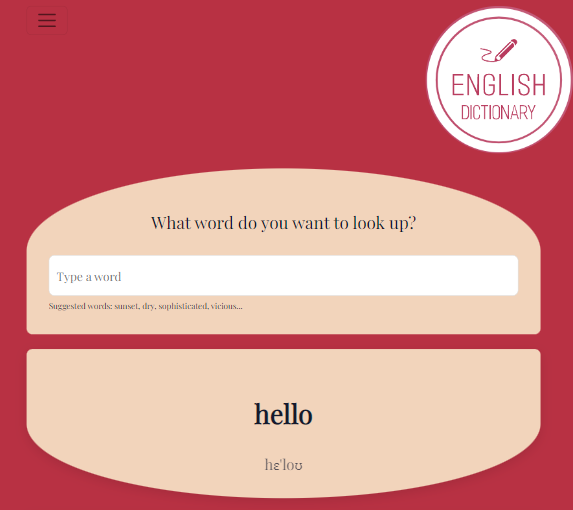 ENGLISH
DICTIONARY
What word do you want to look up?
Type a word
Suggested words: sunset, dry, sophisticated, vicious...
hello
hɛˈloʊ